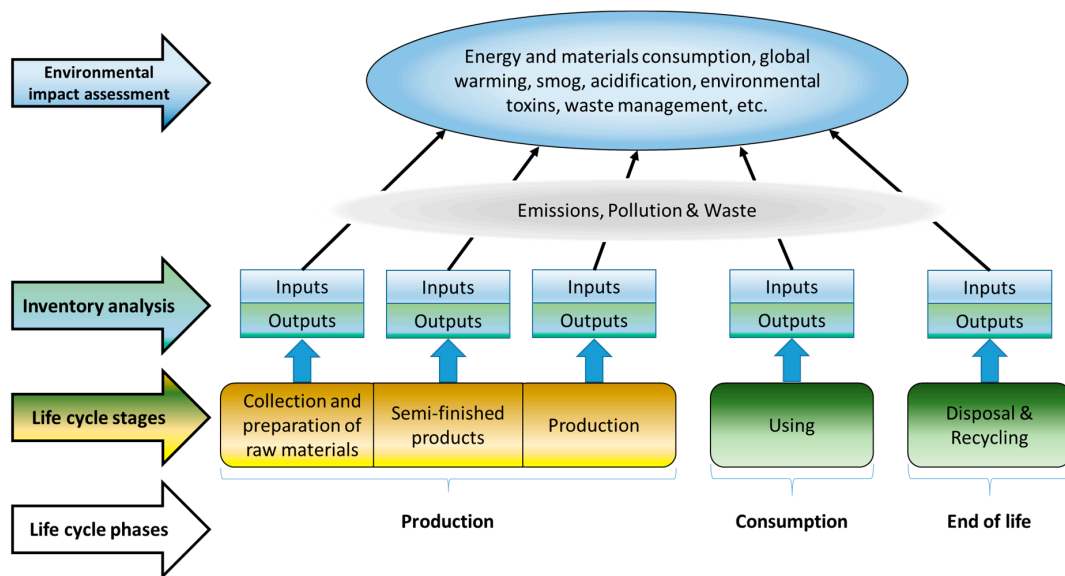 Environmental
impact assessment
Energy and materials consumption, global
warming, smog, acidification, environmental
toxins, waste management, etc.
Emissions, Pollution & Waste
Inventory analysis
Inputs
Outputs
Inputs
Outputs
Inputs
Outputs
Inputs
Outputs
Inputs
Outputs
Life cycle stages
Collection and
preparation of
raw materials
Semi-finished
products
Production
Using
Disposal &
Recycling
Life cycle phases
Production
Consumption
End of life